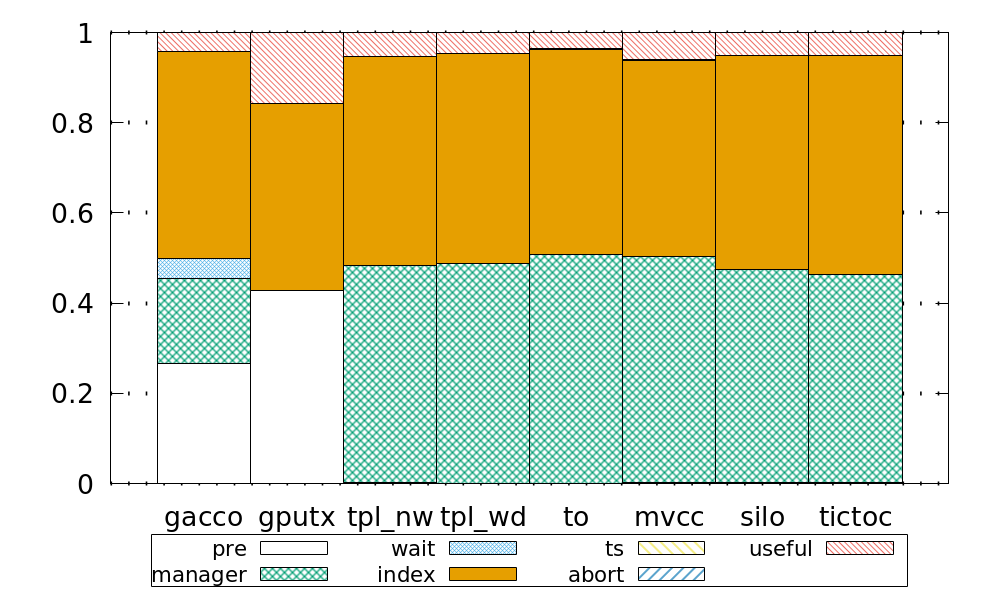 1
0.8
0.6
0.4
0.2
0
gacco gputx tpl_nw tpl_wd to mvcc silo tictoc
pre wait ts useful
manager index abort